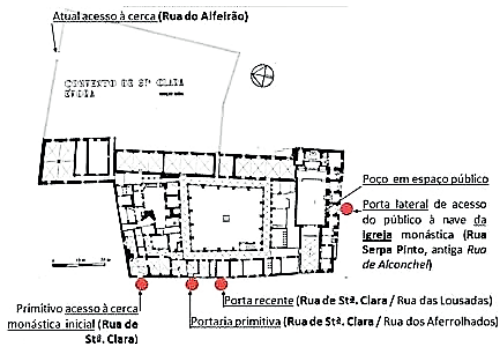 Atual acesso à cerca (Rua do Alfeirão)
CONVENTO DE Stª CLARA
ÉVORA
Poço em espaço público
Porta lateral de acesso
do público à nave da
Igreja monástica (Rua
Serpa Pinto, antiga Rua
de Alconchel)
Porta recente (Rua de Stª. Clara / Rua das Lousadas)
Primitivo acesso à cerca
monástica inicial (Rua de
Stª. Clara)
Portaria primitiva (Rua de Stª. Clara / Rua dos Aferrolhados)